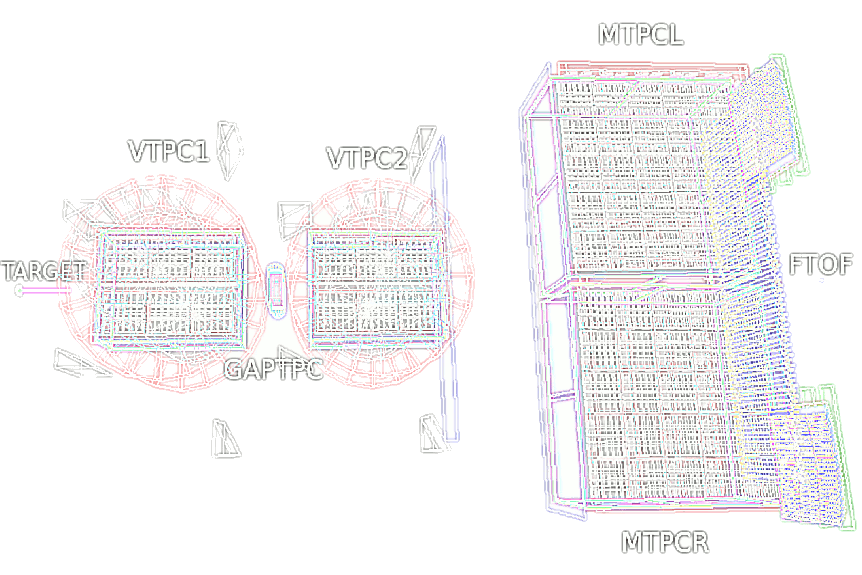 MTPCL
VTPC1
VTPC2
TARGET
FTOF
GAPTPC
MTPCR